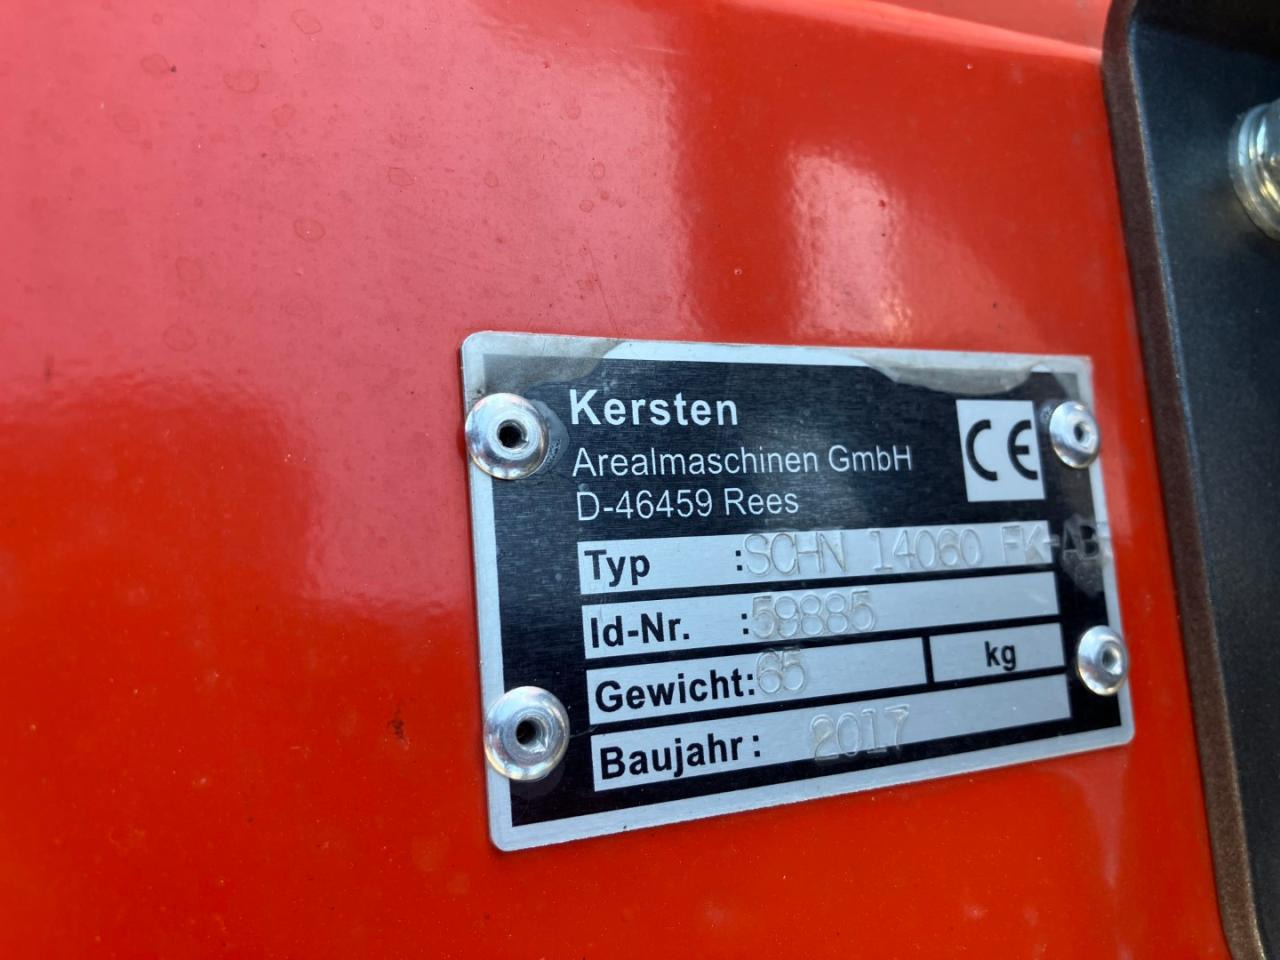 Kersten
Arealmaschinen GmbH
D-46459 Rees
CE
Typ :SCHN 14060 FK-AB
Id-Nr. :59885
Gewicht:65 kg
Baujahr: 2017